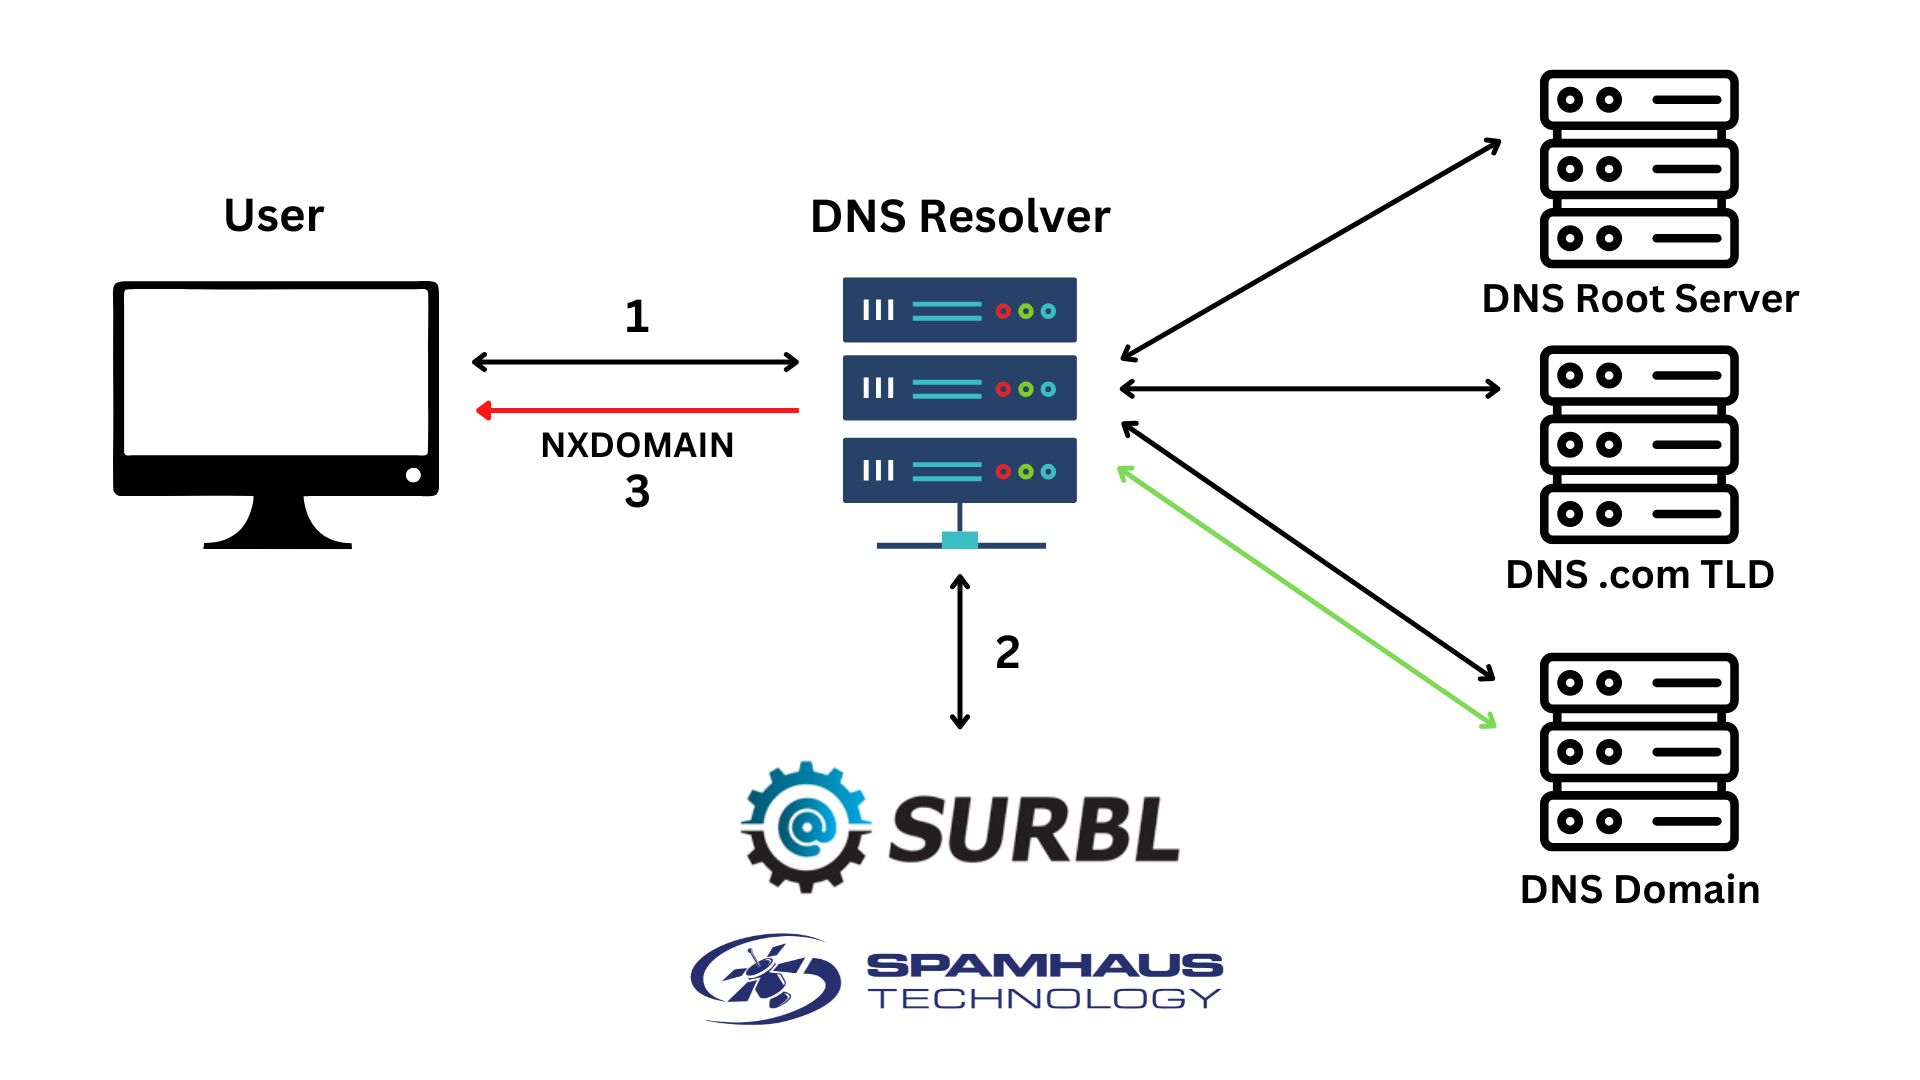 User
1
NXDOMAIN
3
DNS Resolver
2
SURBL
SPAMHAUS
TECHNOLOGY
DNS Root Server
DNS .com TLD
DNS Domain